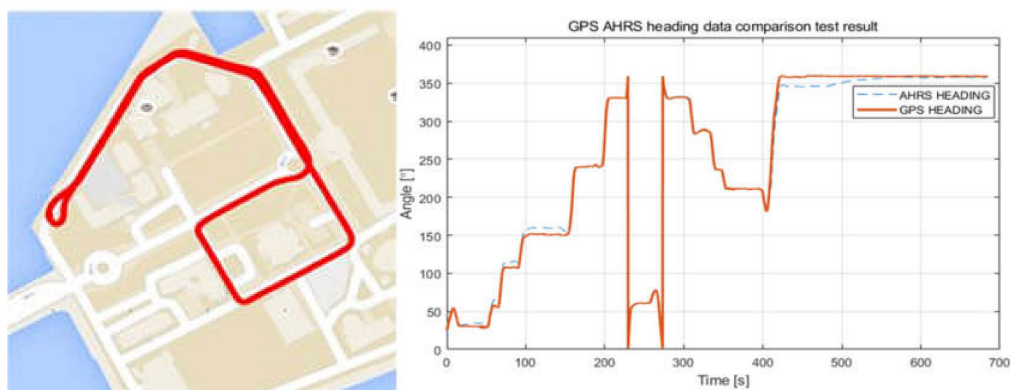 GPS AHRS heading data comparison test result
400
350
300
250
200
150
100
50
0
Angle [°]
AHRS HEADING
GPS HEADING
0 100 200 300 400 500 600 700
Time [s]